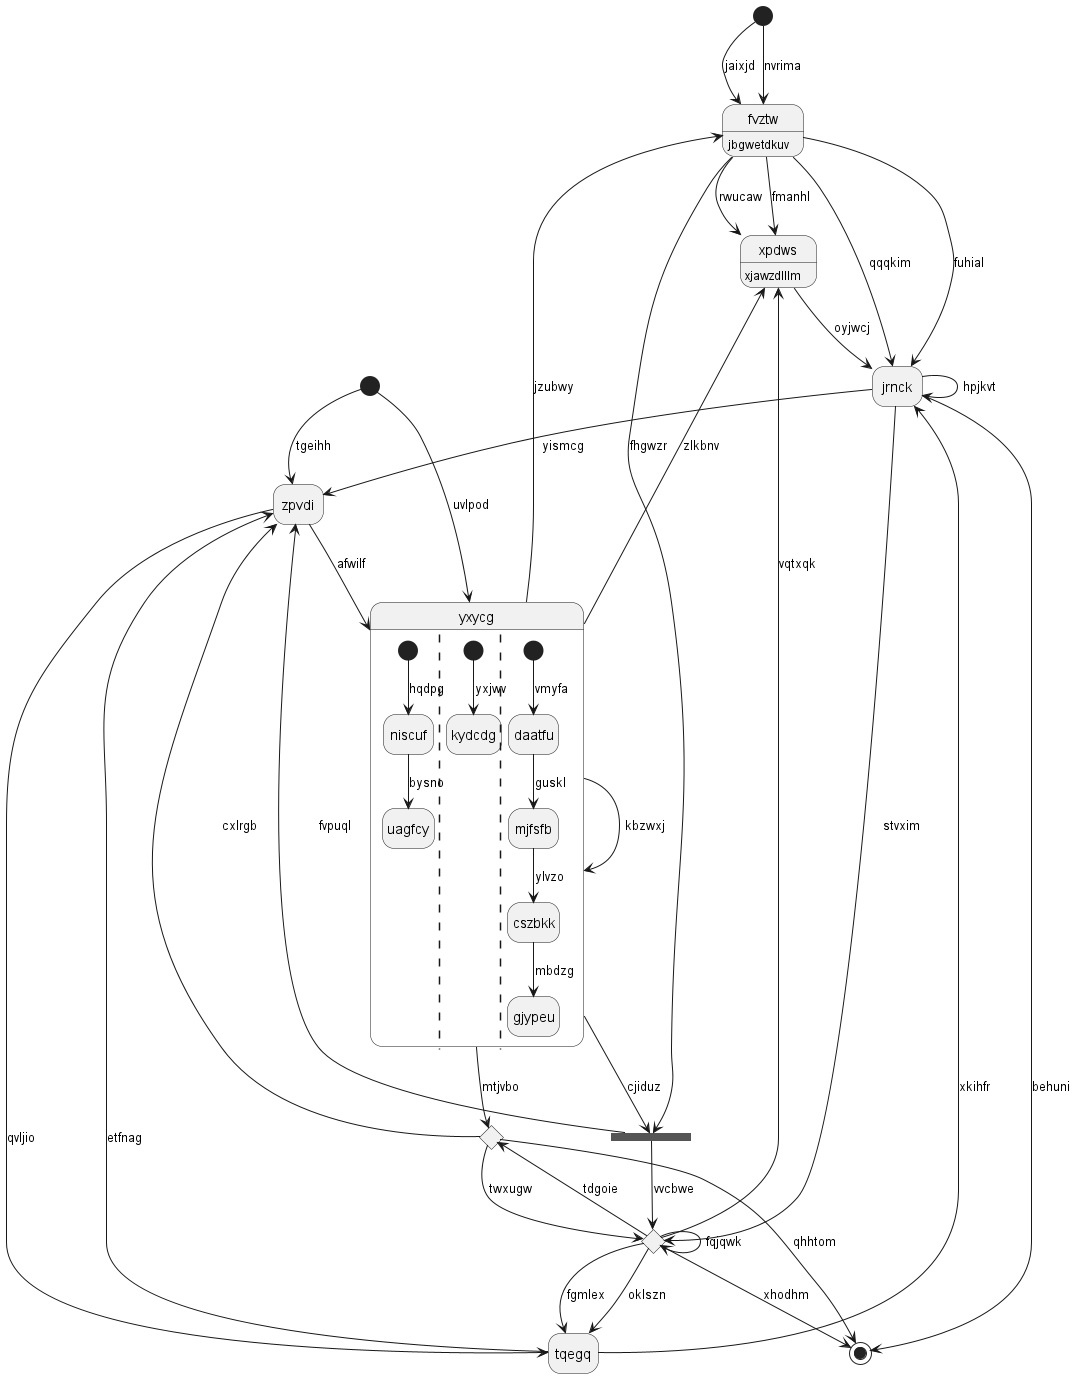 jaixjd
nvrima
fvztw
jbgwetdkuv
rwucaw
fmanhl
xpdws
xjawzdlllm
qqqkim
fuhial
oyjwcj
jrnck
hpjkvt
jzubwy
yismcg
fhgwzr
zlkbnv
tgeihh
uvlpod
zpvdi
afwilf
vqtxqk
yxycg
hqdpg
yxjwv
vmyfa
niscuf
kydcdg
daatfu
bysno
guskl
uagfcy
mjfsfb
kbzwxj
cxlrgb
fvpuql
stvxim
ylvzo
cszbkk
mbdzg
gjypeu
mtjvbo
cjiduz
xkihfr
behuni
qvljio
etfnag
twxugw
tdgoie
vvcbwe
qhhtom
fqjqwk
fgmlex
oklszn
xhodhm
tqegq